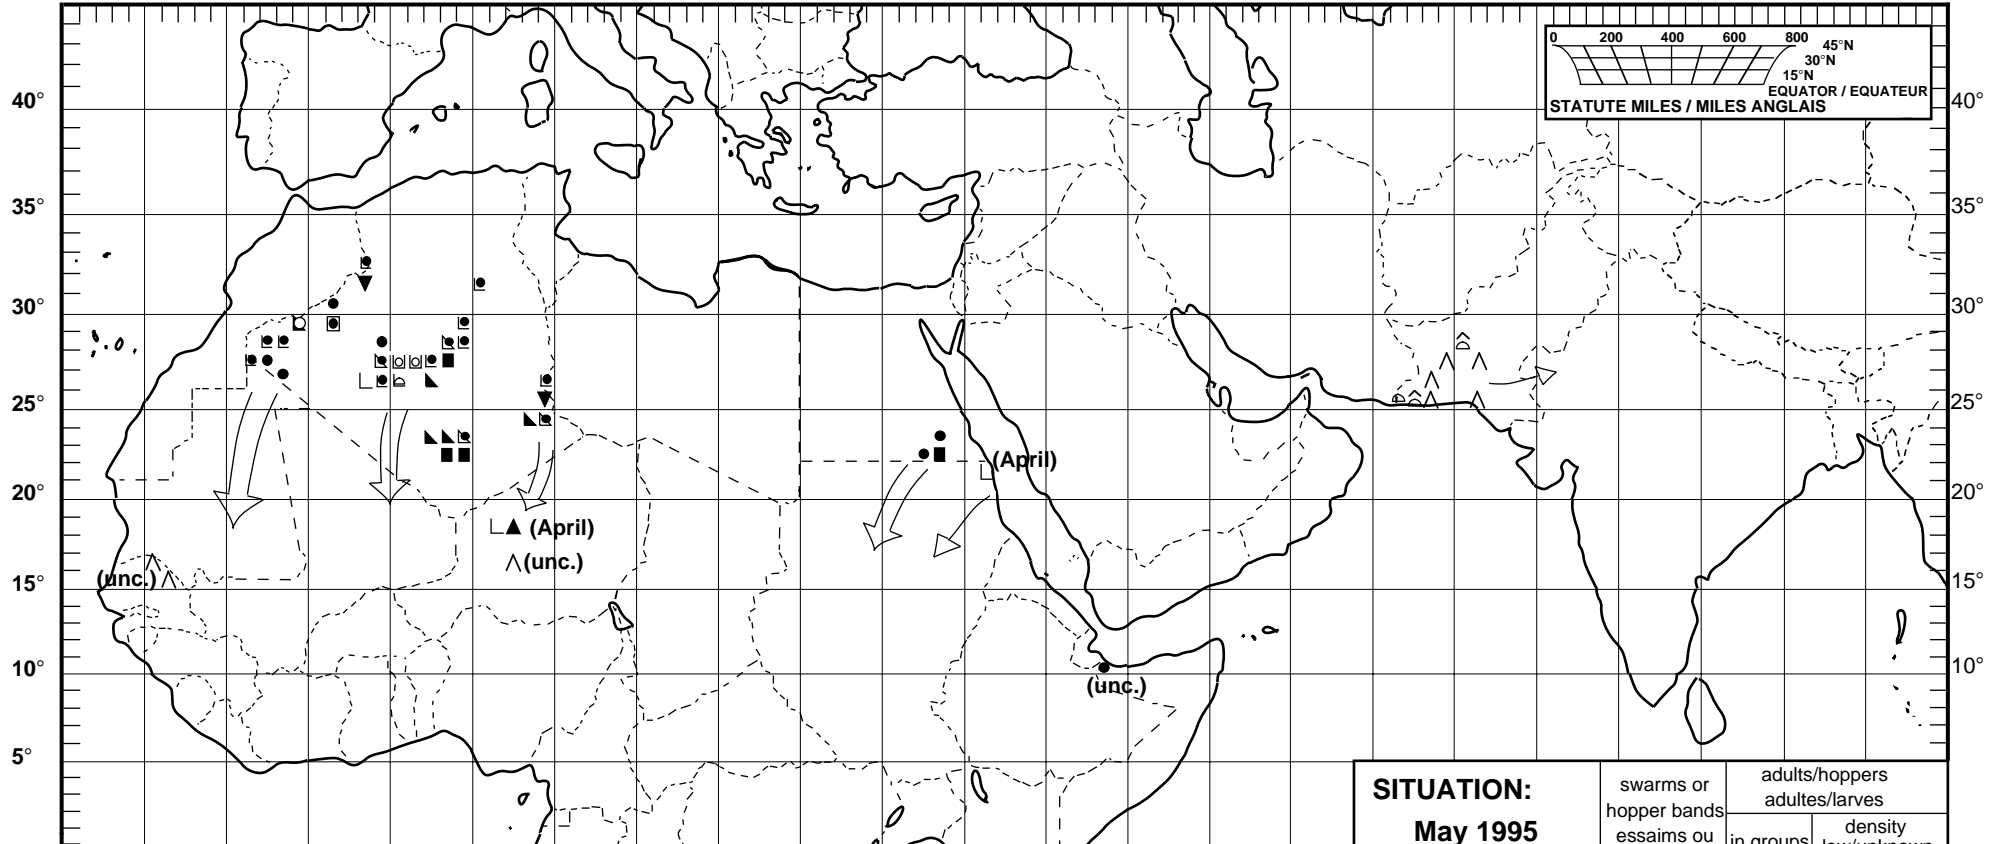 0 200 400 600 800
45°N
30°N
15°N
EQUATOR / EQUATEUR
STATUTE MILES / MILES ANGLAIS
40° 40°
35° 35°
30° 30°
25° 25°
(April)
20° 20°
(April)
(unc.)
(unc.)
15° 15°
10° 10°
(unc.)
5°
SITUATION:
May 1995
swarms or
hopper bands
essaims ou
adults/hoppers
adultes/larves
in groups
density
low/unknown